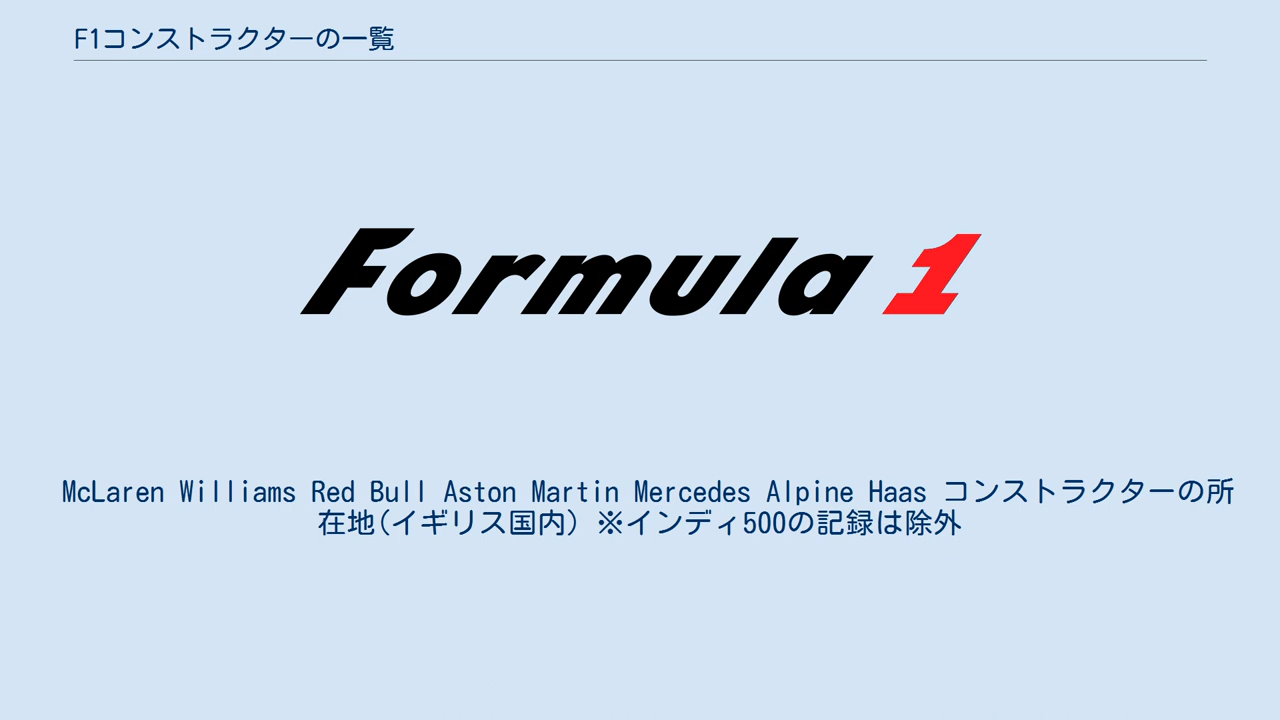 F1コンストラクターの一覧
Formula 1
McLaren Williams Red Bull Aston Martin Mercedes Alpine Haas コンストラクターの所
在地(イギリス国内) ※インディ500の記録は除外